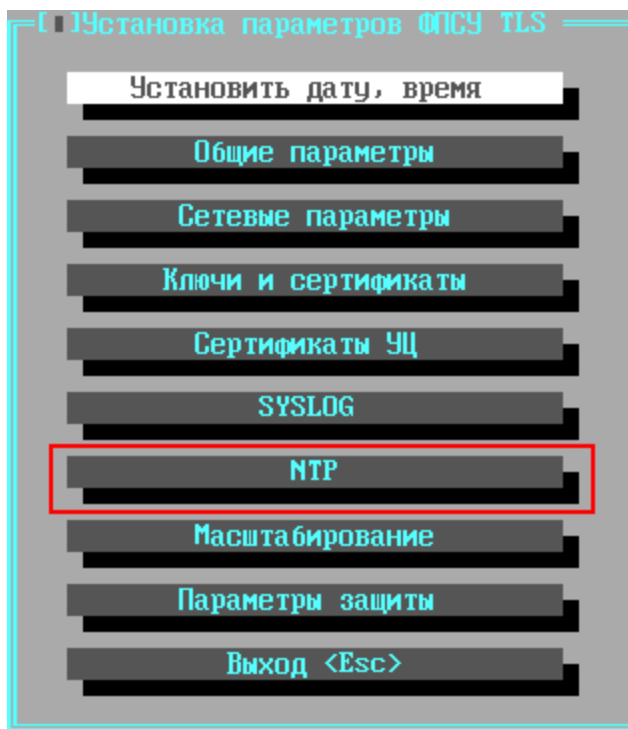 [▮]Установка параметров ФПСУ TLS
Установить дату, время
Общие параметры
Сетевые параметры
Ключи и сертификаты
Сертификаты УЦ
SYSLOG
NTP
Масштабирование
Параметры защиты
Выход <Esc>